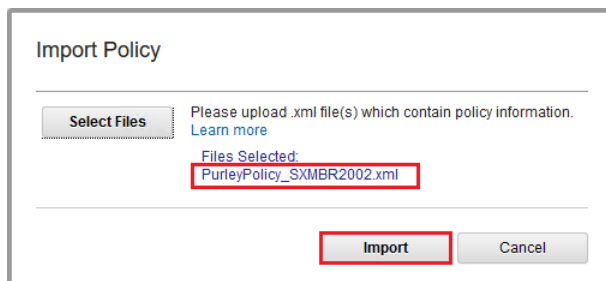 Import Policy
Select Files
Please upload .xml file(s) which contain policy information.
Learn more
Files Selected:
PurleyPolicy_SXMBR2002.xml
Import
Cancel